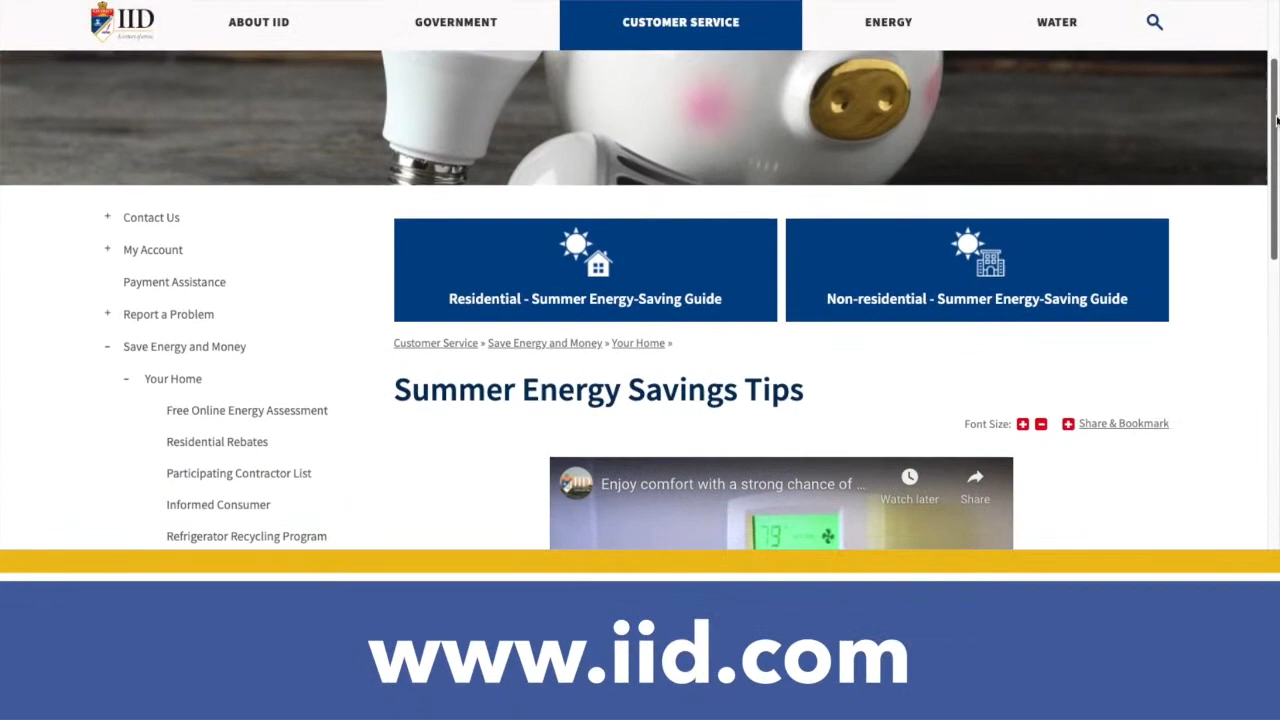 IID
ABOUT IID
GOVERNMENT
CUSTOMER SERVICE
ENERGY
WATER
+ Contact Us
+ My Account
Payment Assistance
+ Report a Problem
– Save Energy and Money
– Your Home
Free Online Energy Assessment
Residential Rebates
Participating Contractor List
Informed Consumer
Refrigerator Recycling Program
Residential - Summer Energy-Saving Guide
Non-residential - Summer Energy-Saving Guide
Customer Service » Save Energy and Money » Your Home »
Summer Energy Savings Tips
Font Size: + - + Share & Bookmark
IID Enjoy comfort with a strong chance of ...
Watch later
Share
79
www.iid.com